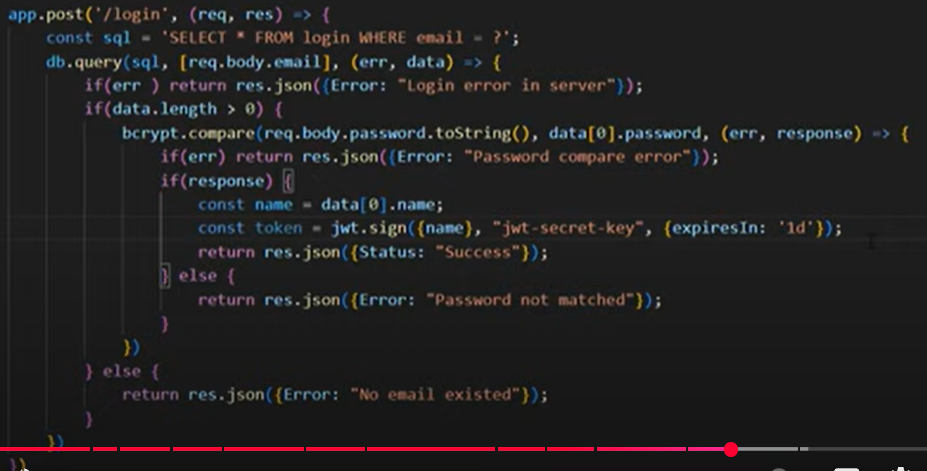 app.post('/login', (req, res) => {
    const sql = 'SELECT * FROM login WHERE email = ?';
    db.query(sql, [req.body.email], (err, data) => {
        if(err ) return res.json({Error: "Login error in server"});
        if(data.length > 0) {
            bcrypt.compare(req.body.password.toString(), data[0].password, (err, response) => {
                if(err) return res.json({Error: "Password compare error"});
                if(response) {
                    const name = data[0].name;
                    const token = jwt.sign({name}, "jwt-secret-key", {expiresIn: '1d'});
                    return res.json({Status: "Success"});
                } else {
                    return res.json({Error: "Password not matched"});
                }
            })
        } else {
            return res.json({Error: "No email existed"});
        }
    })
})